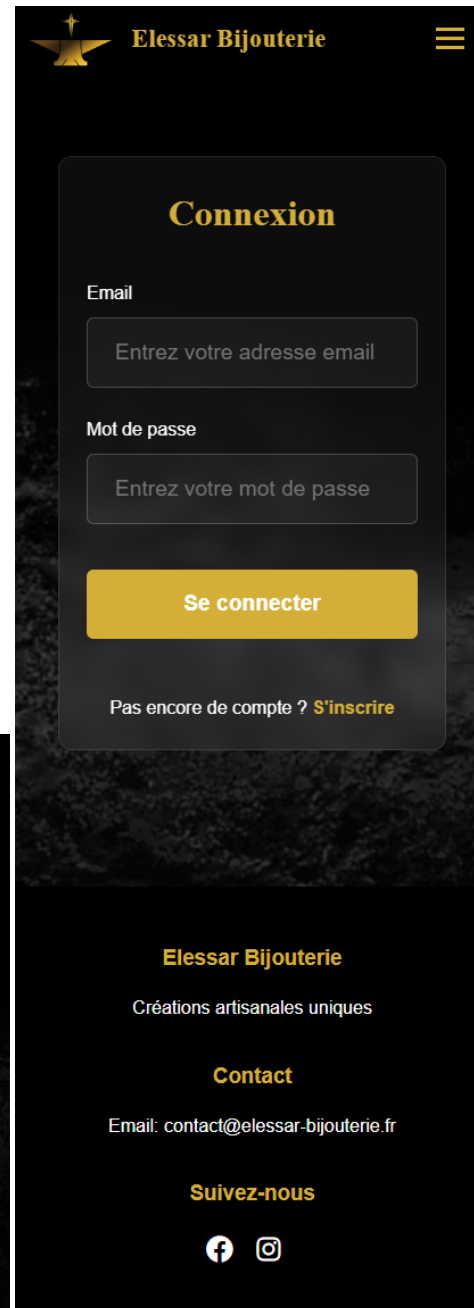 Elessar Bijouterie
Connexion
Email
Entrez votre adresse email
Mot de passe
Entrez votre mot de passe
Se connecter
Pas encore de compte ? S'inscrire
Elessar Bijouterie
Créations artisanales uniques
Contact
Email: contact@elessar-bijouterie.fr
Suivez-nous